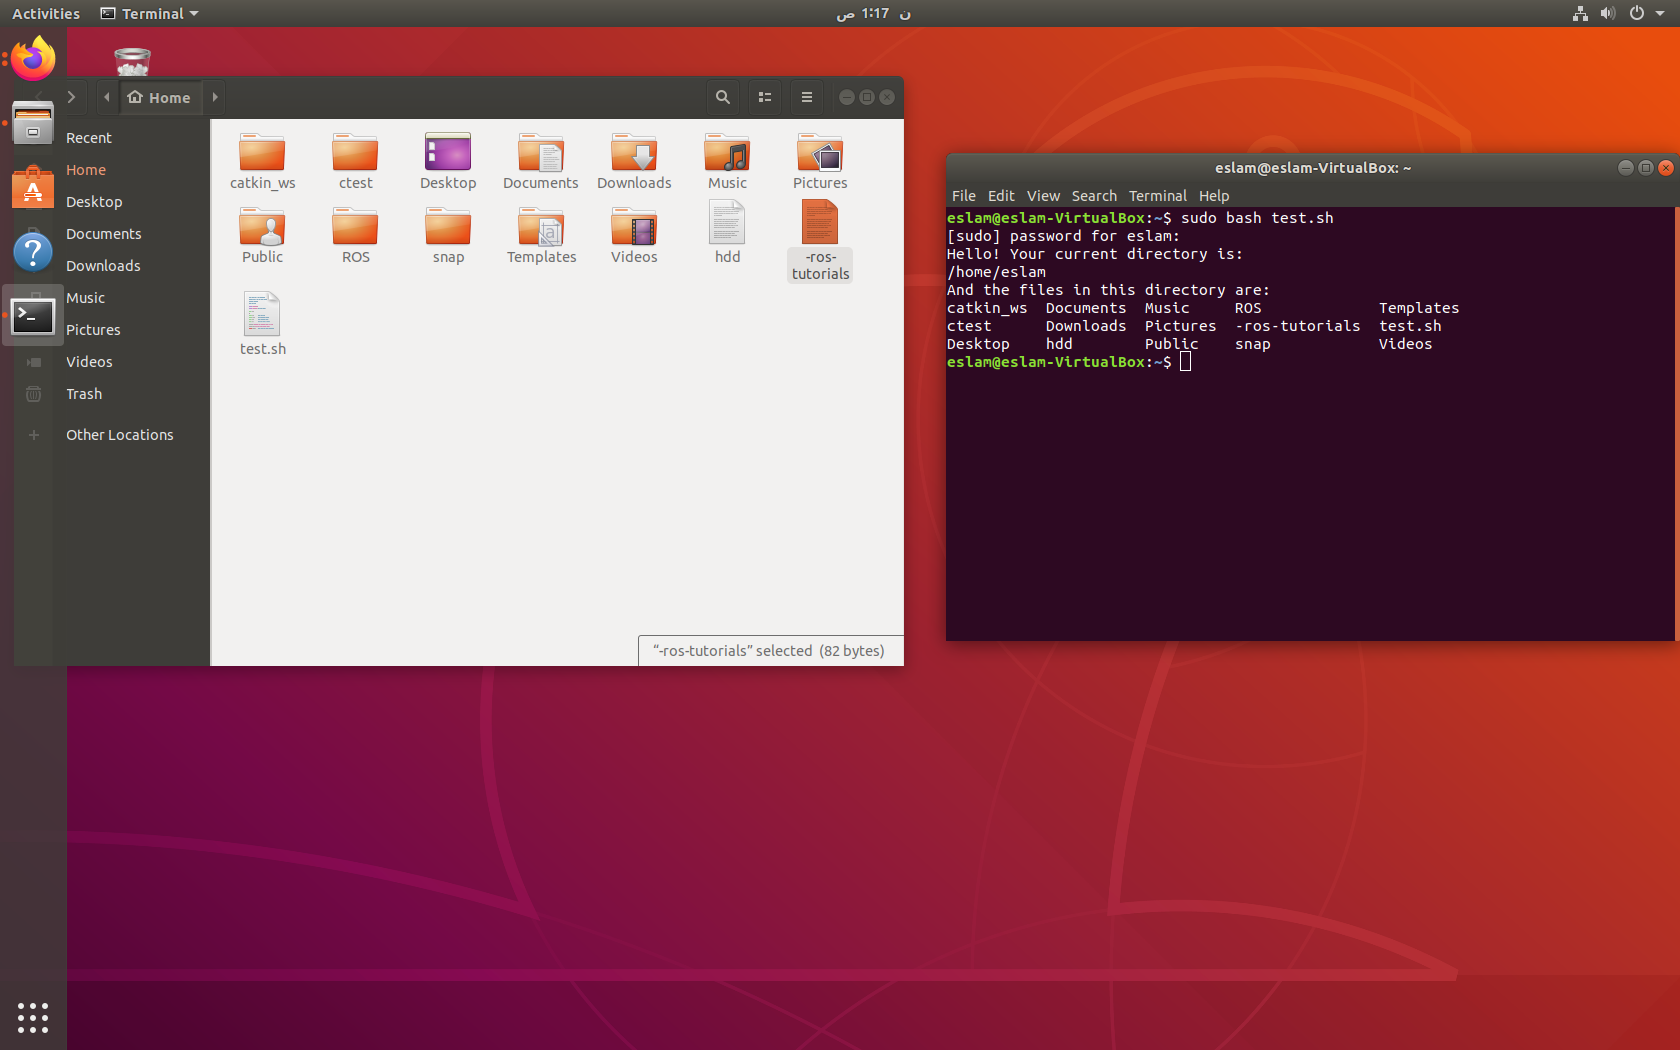 Activities
Terminal
ن 1:17 ص
Home
Recent
Home
Desktop
Documents
Downloads
Music
Pictures
Videos
Trash
Other Locations
catkin_ws
ctest
Desktop
Documents
Downloads
Music
Pictures
Public
ROS
snap
Templates
Videos
hdd
-ros-
tutorials
test.sh
“-ros-tutorials” selected (82 bytes)
eslam@eslam-VirtualBox: ~
File Edit View Search Terminal Help
eslam@eslam-VirtualBox:~$ sudo bash test.sh
[sudo] password for eslam:
Hello! Your current directory is:
/home/eslam
And the files in this directory are:
catkin_ws Documents Music ROS Templates
ctest Downloads Pictures -ros-tutorials test.sh
Desktop hdd Public snap Videos
eslam@eslam-VirtualBox:~$